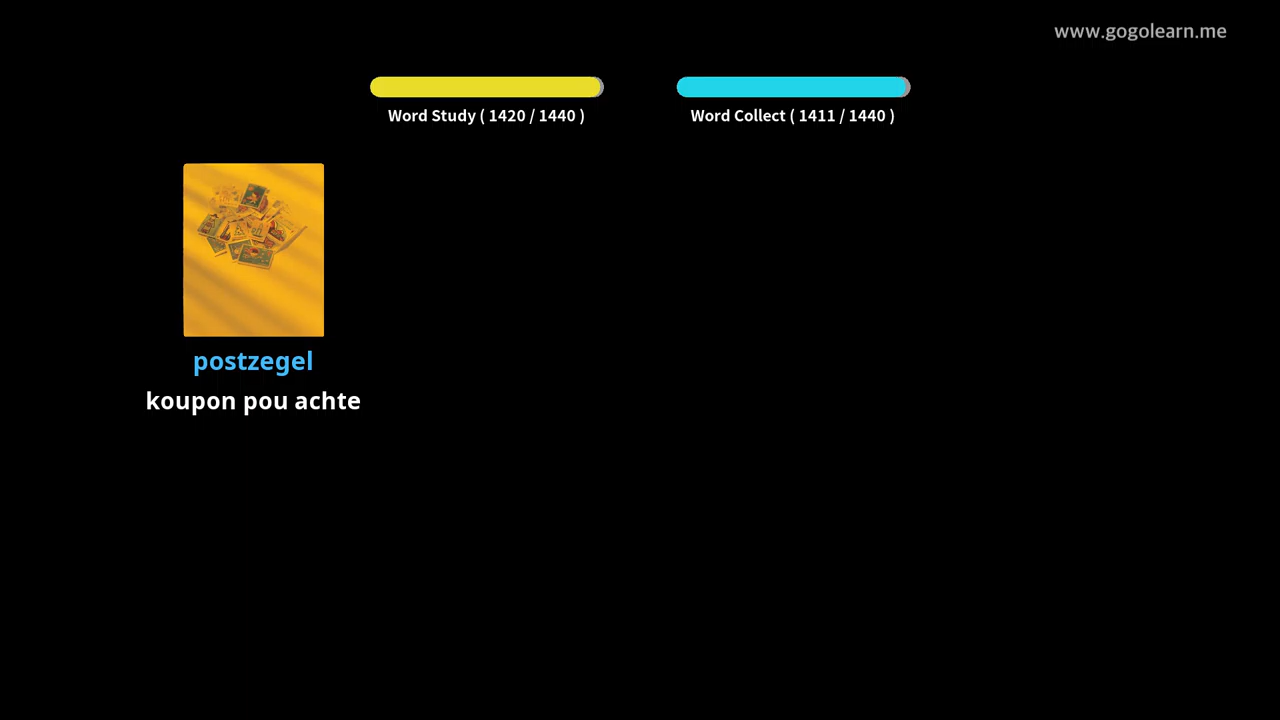 www.gogolearn.me
Word Study ( 1420 / 1440 )
Word Collect ( 1411 / 1440 )
postzegel
koupon pou achte